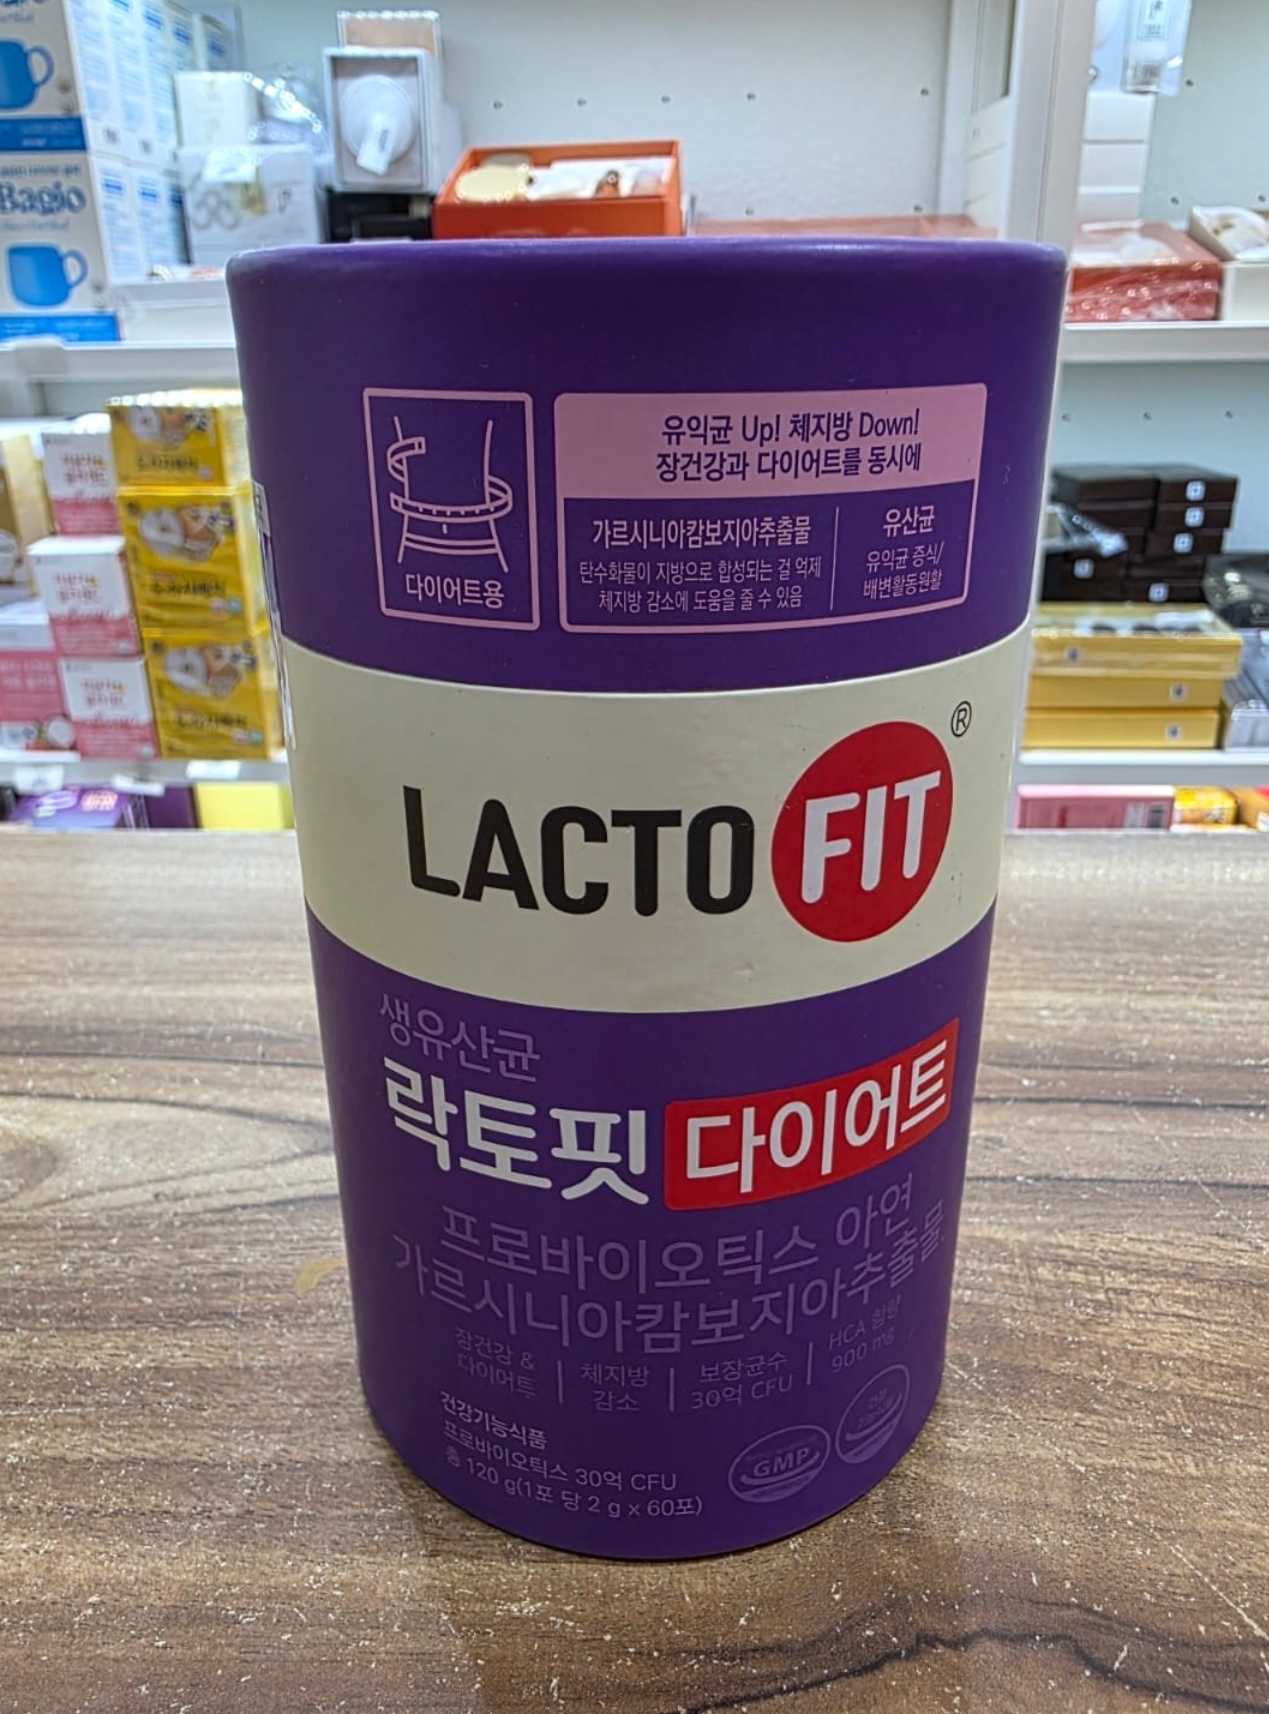 Bagio
유익균 Up! 체지방 Down!
장건강과 다이어트를 동시에
가르시니아캄보지아추출물
탄수화물이 지방으로 합성되는 걸 억제
체지방 감소에 도움을 줄 수 있음
유산균
유익균 증식/
배변활동원활
다이어트용
LACTO FIT ®
생유산균
락토핏 다이어트
프로바이오틱스 아연
가르시니아캄보지아추출물
장건강 &
다이어트
체지방
감소
보장균수
30억 CFU
HCA 함량
900 mg
건강기능식품
프로바이오틱스 30억 CFU
총 120 g(1포 당 2 g x 60포)
GMP